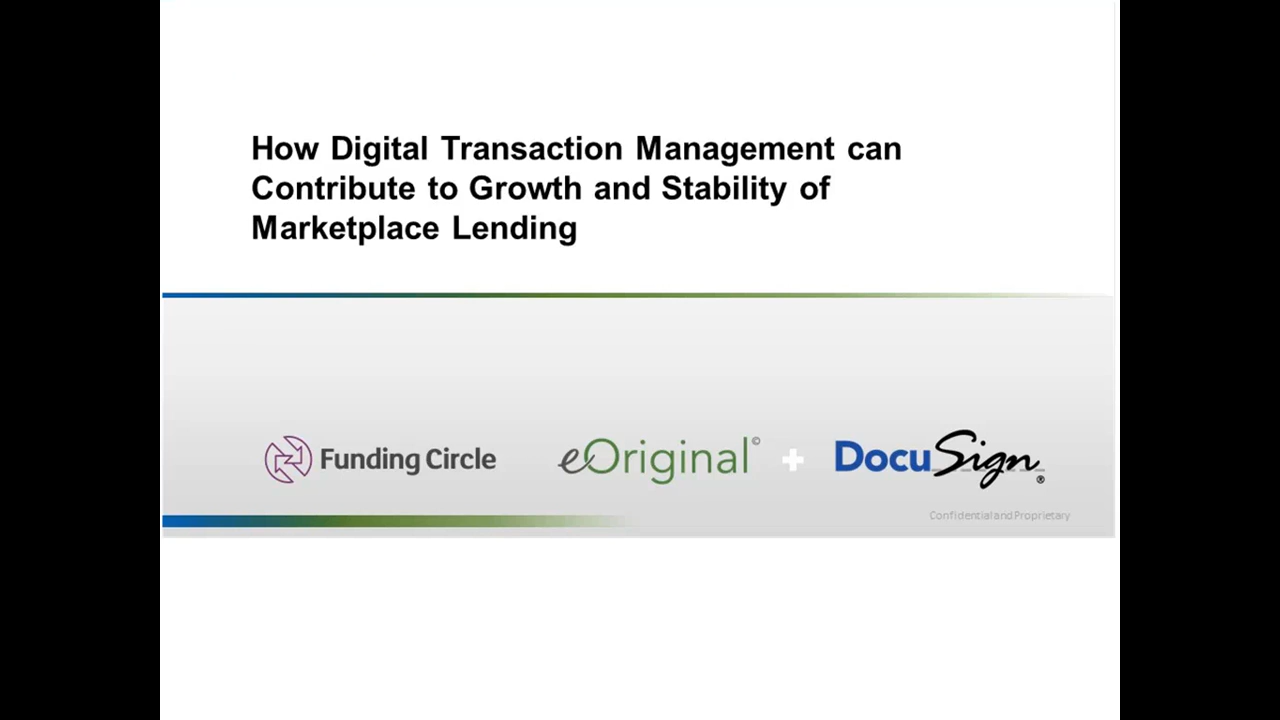 How Digital Transaction Management can
Contribute to Growth and Stability of
Marketplace Lending
Funding Circle eOriginal© + DocuSign®
Confidential and Proprietary